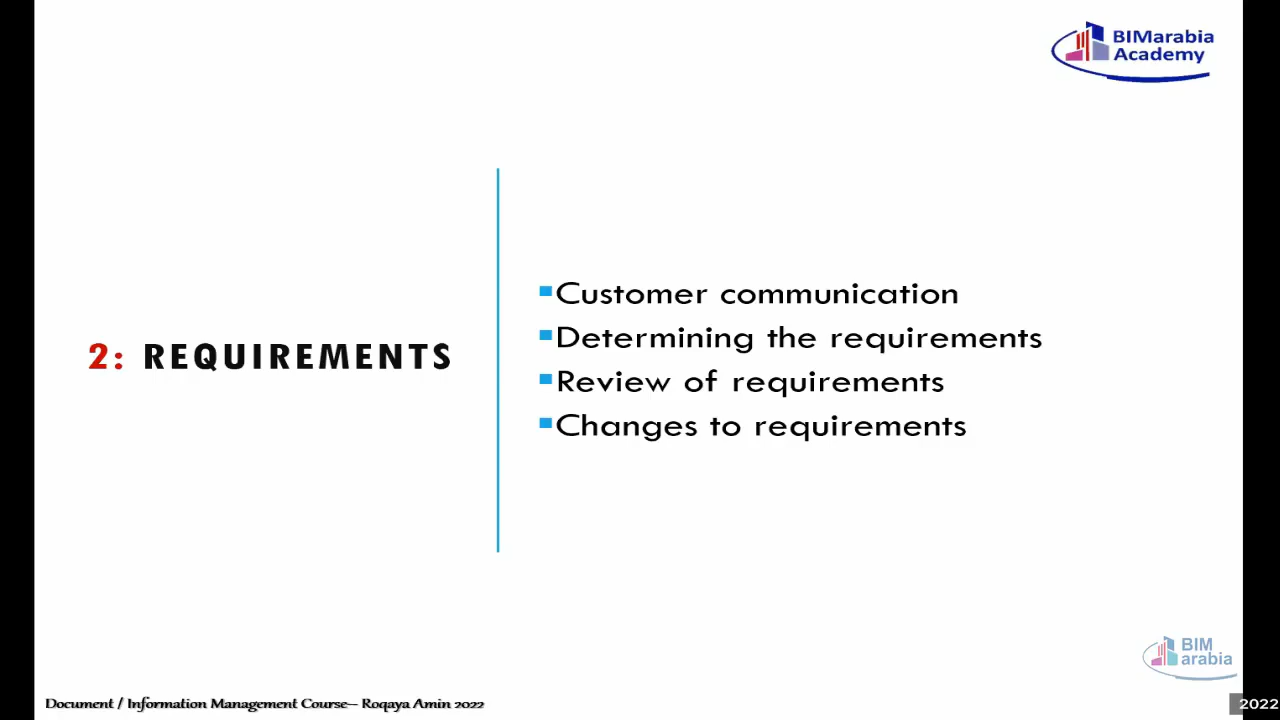 BIMarabia
Academy
2: REQUIREMENTS
Customer communication
Determining the requirements
Review of requirements
Changes to requirements
BIM
arabia
Document / Information Management Course– Roqaya Amin 2022
2022